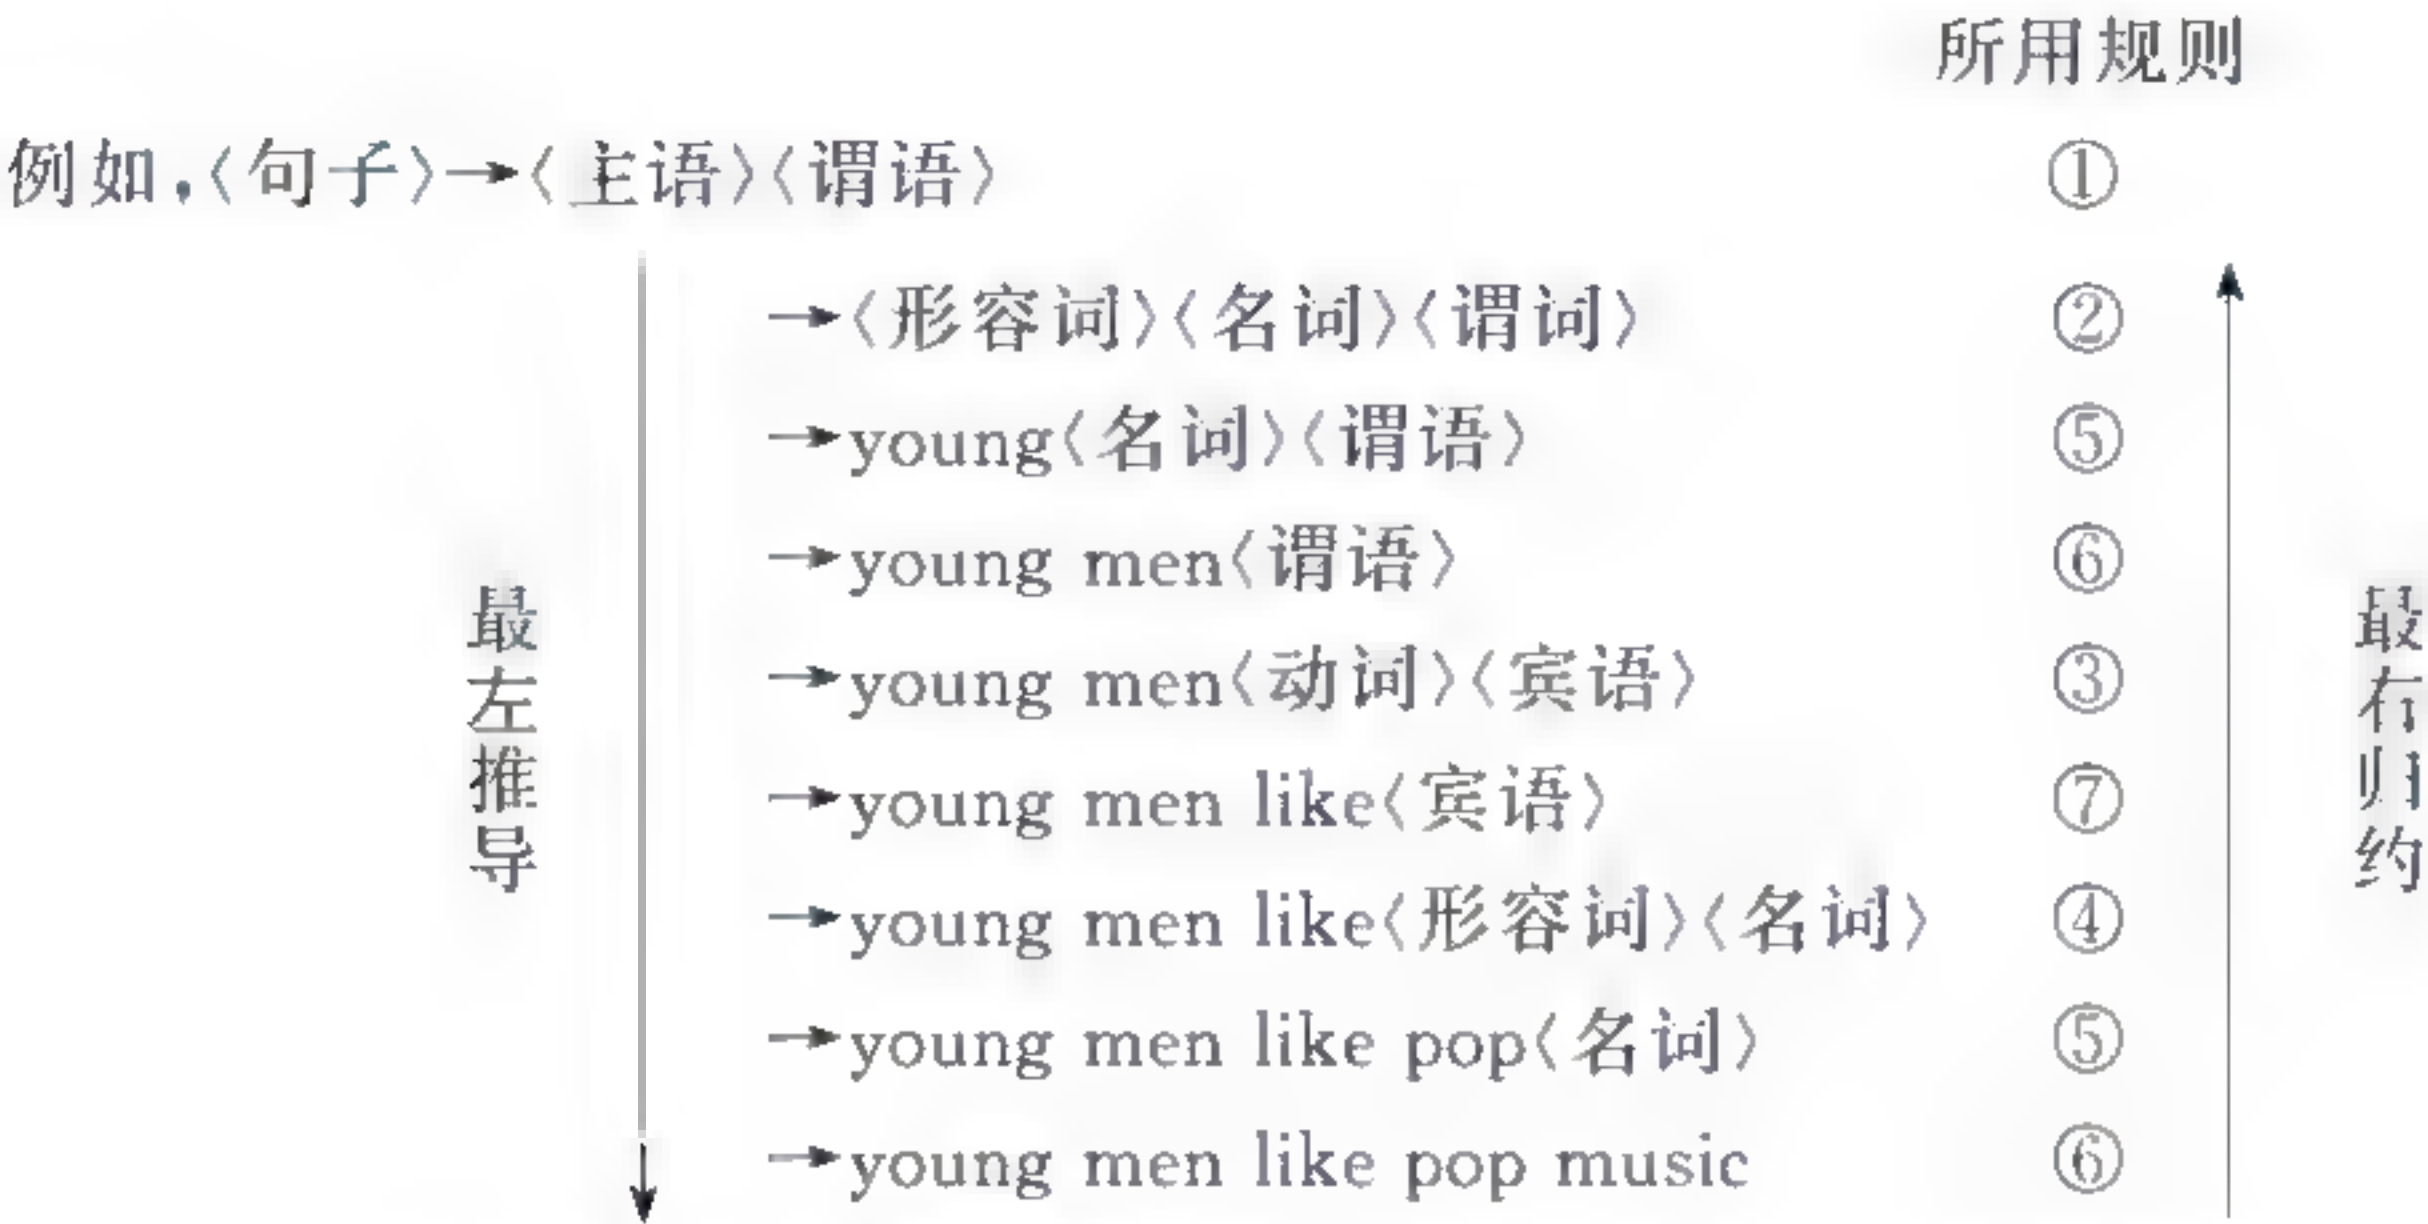 所用规则
例如,〈句子〉→〈主语〉〈谓语〉 ①
→〈形容词〉〈名词〉〈谓词〉 ②
→young〈名词〉〈谓语〉 ⑤
→young men〈谓语〉 ⑥
→young men〈动词〉〈宾语〉 ③
→young men like〈宾语〉 ⑦
→young men like〈形容词〉〈名词〉 ④
→young men like pop〈名词〉 ⑤
→young men like pop music ⑥
最左推导
最右归约